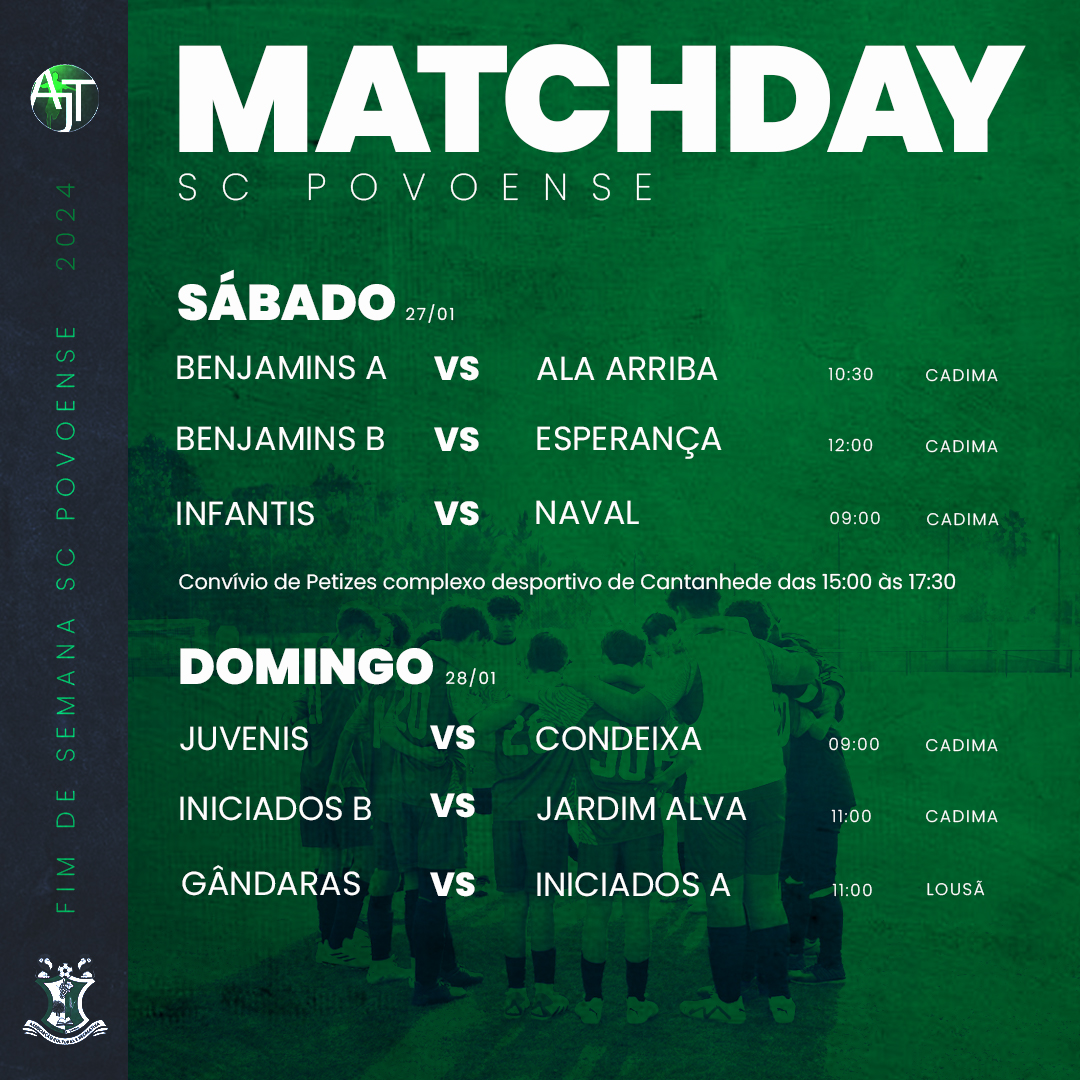 AJT
FIM DE SEMANA SC POVOENSE 2024
MATCHDAY
SC POVOENSE
SÁBADO 27/01
BENJAMINS A VS ALA ARRIBA 10:30 CADIMA
BENJAMINS B VS ESPERANÇA 12:00 CADIMA
INFANTIS VS NAVAL 09:00 CADIMA
Convívio de Petizes complexo desportivo de Cantanhede das 15:00 às 17:30
DOMINGO 28/01
JUVENIS VS CONDEIXA 09:00 CADIMA
INICIADOS B VS JARDIM ALVA 11:00 CADIMA
GÂNDARAS VS INICIADOS A 11:00 LOUSÃ